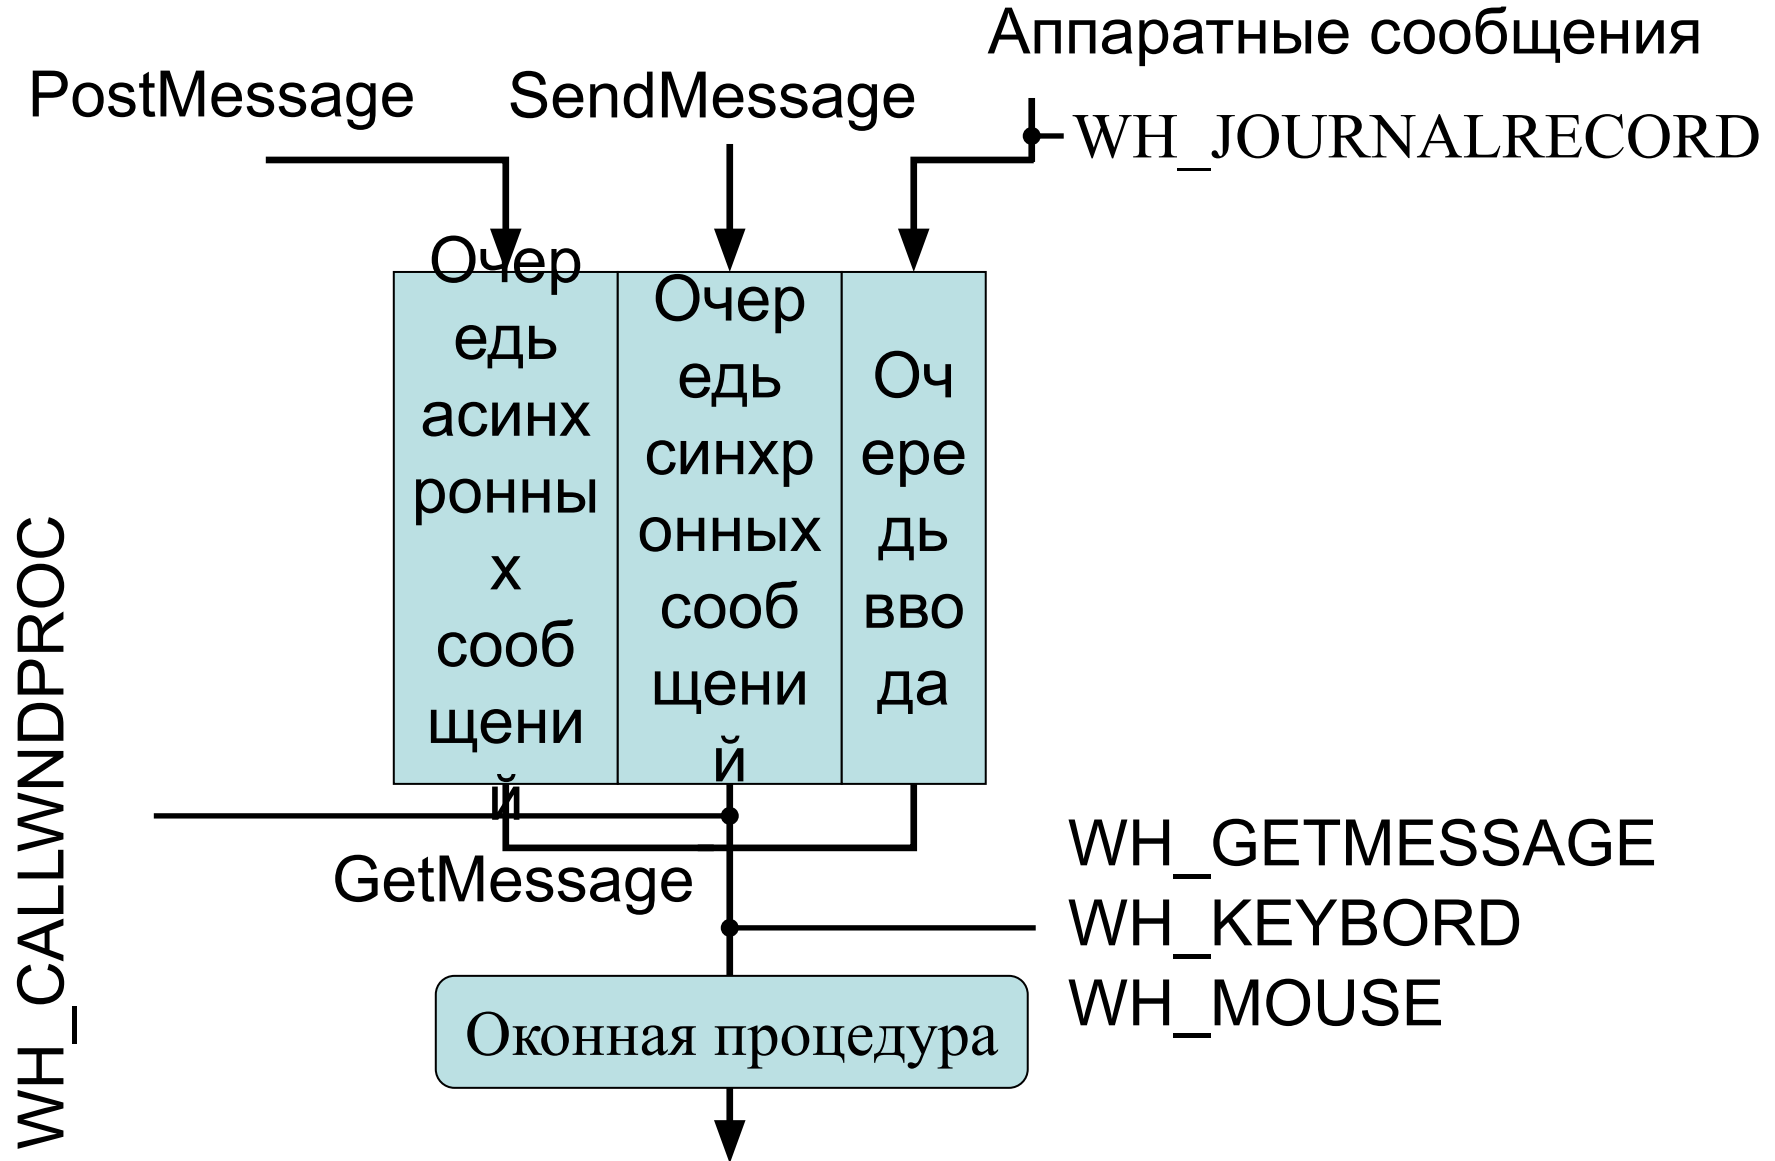 Аппаратные сообщения
PostMessage
SendMessage
WH_JOURNALRECORD
Очер
едь
асинх
ронны
х
сооб
щени
й
Очер
едь
синхр
онных
сооб
щени
й
Оч
ере
дь
вво
да
WH_CALLWNDPROC
GetMessage
WH_GETMESSAGE
WH_KEYBORD
WH_MOUSE
Оконная процедура